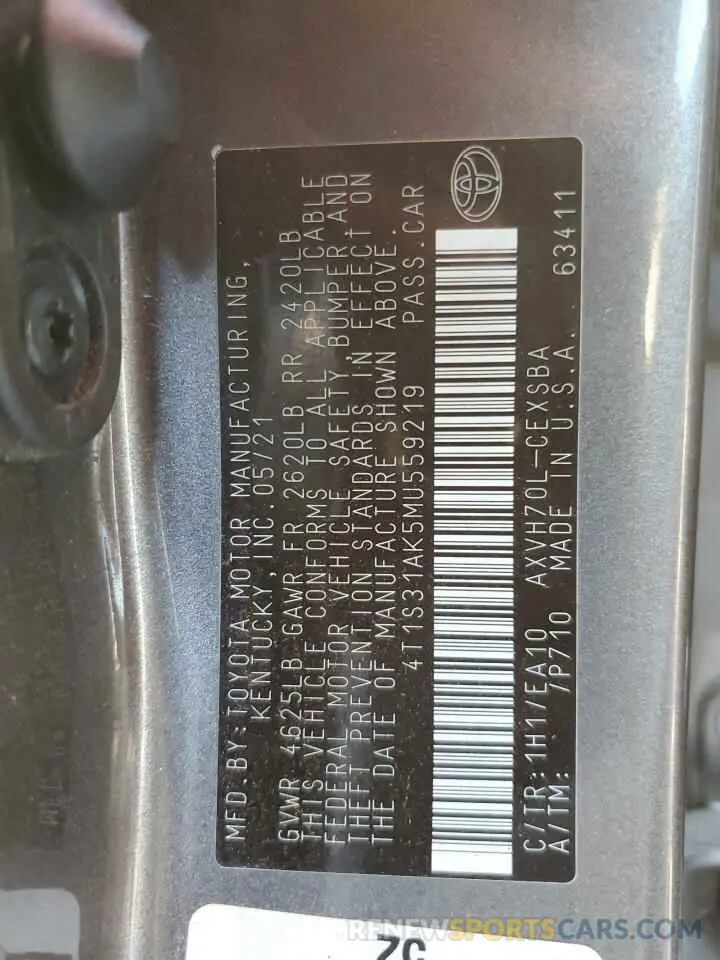 MFD.BY:TOYOTA MOTOR MANUFACTURING,
KENTUCKY,INC.05/21
GVWR 4625LB GAWR FR 2620LB RR 2420LB
THIS VEHICLE CONFORMS TO ALL APPLICABLE
FEDERAL MOTOR VEHICLE SAFETY, BUMPER,AND
THEFT PREVENTION STANDARDS IN EFFECT ON
THE DATE OF MANUFACTURE SHOWN ABOVE.
4T1S31AK5MU559219 PASS.CAR
C/TR:1H1/EA10 AXVH70L-CEXSBA
A/TM: /P710 MADE IN U.S.A. 63411
RENEWSPORTSCARS.COM